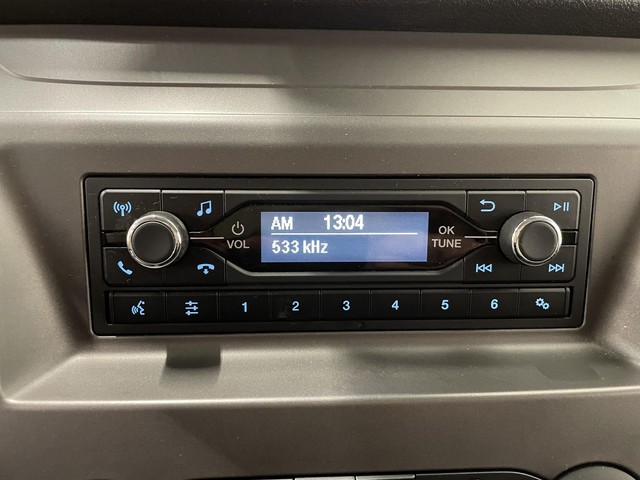 AM 13:04
533 kHz
VOL
OK
TUNE
1 2 3 4 5 6